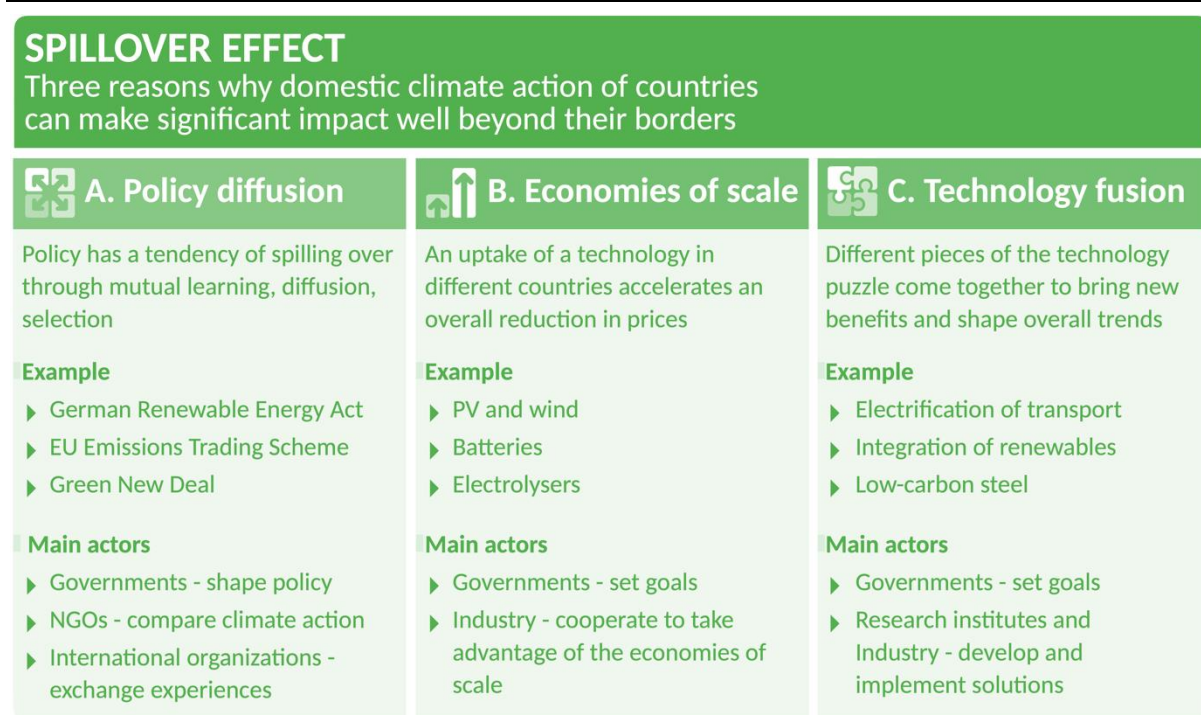 SPILLOVER EFFECT
Three reasons why domestic climate action of countries
can make significant impact well beyond their borders
A. Policy diffusion
Policy has a tendency of spilling over
through mutual learning, diffusion,
selection
Example
German Renewable Energy Act
EU Emissions Trading Scheme
Green New Deal
Main actors
Governments - shape policy
NGOs - compare climate action
International organizations -
exchange experiences
B. Economies of scale
An uptake of a technology in
different countries accelerates an
overall reduction in prices
Example
PV and wind
Batteries
Electrolysers
Main actors
Governments - set goals
Industry - cooperate to take
advantage of the economies of
scale
C. Technology fusion
Different pieces of the technology
puzzle come together to bring new
benefits and shape overall trends
Example
Electrification of transport
Integration of renewables
Low-carbon steel
Main actors
Governments - set goals
Research institutes and
Industry - develop and
implement solutions